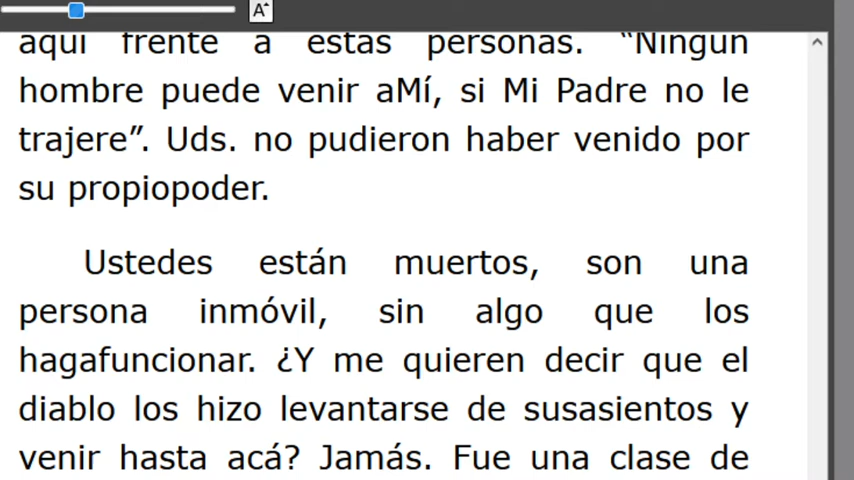 A
aquí frente a estas personas. “Ningún
hombre puede venir aMí, si Mi Padre no le
trajere”. Uds. no pudieron haber venido por
su propiopoder.
Ustedes están muertos, son una
persona inmóvil, sin algo que los
hagafuncionar. ¿Y me quieren decir que el
diablo los hizo levantarse de susasientos y
venir hasta acá? Jamás. Fue una clase de